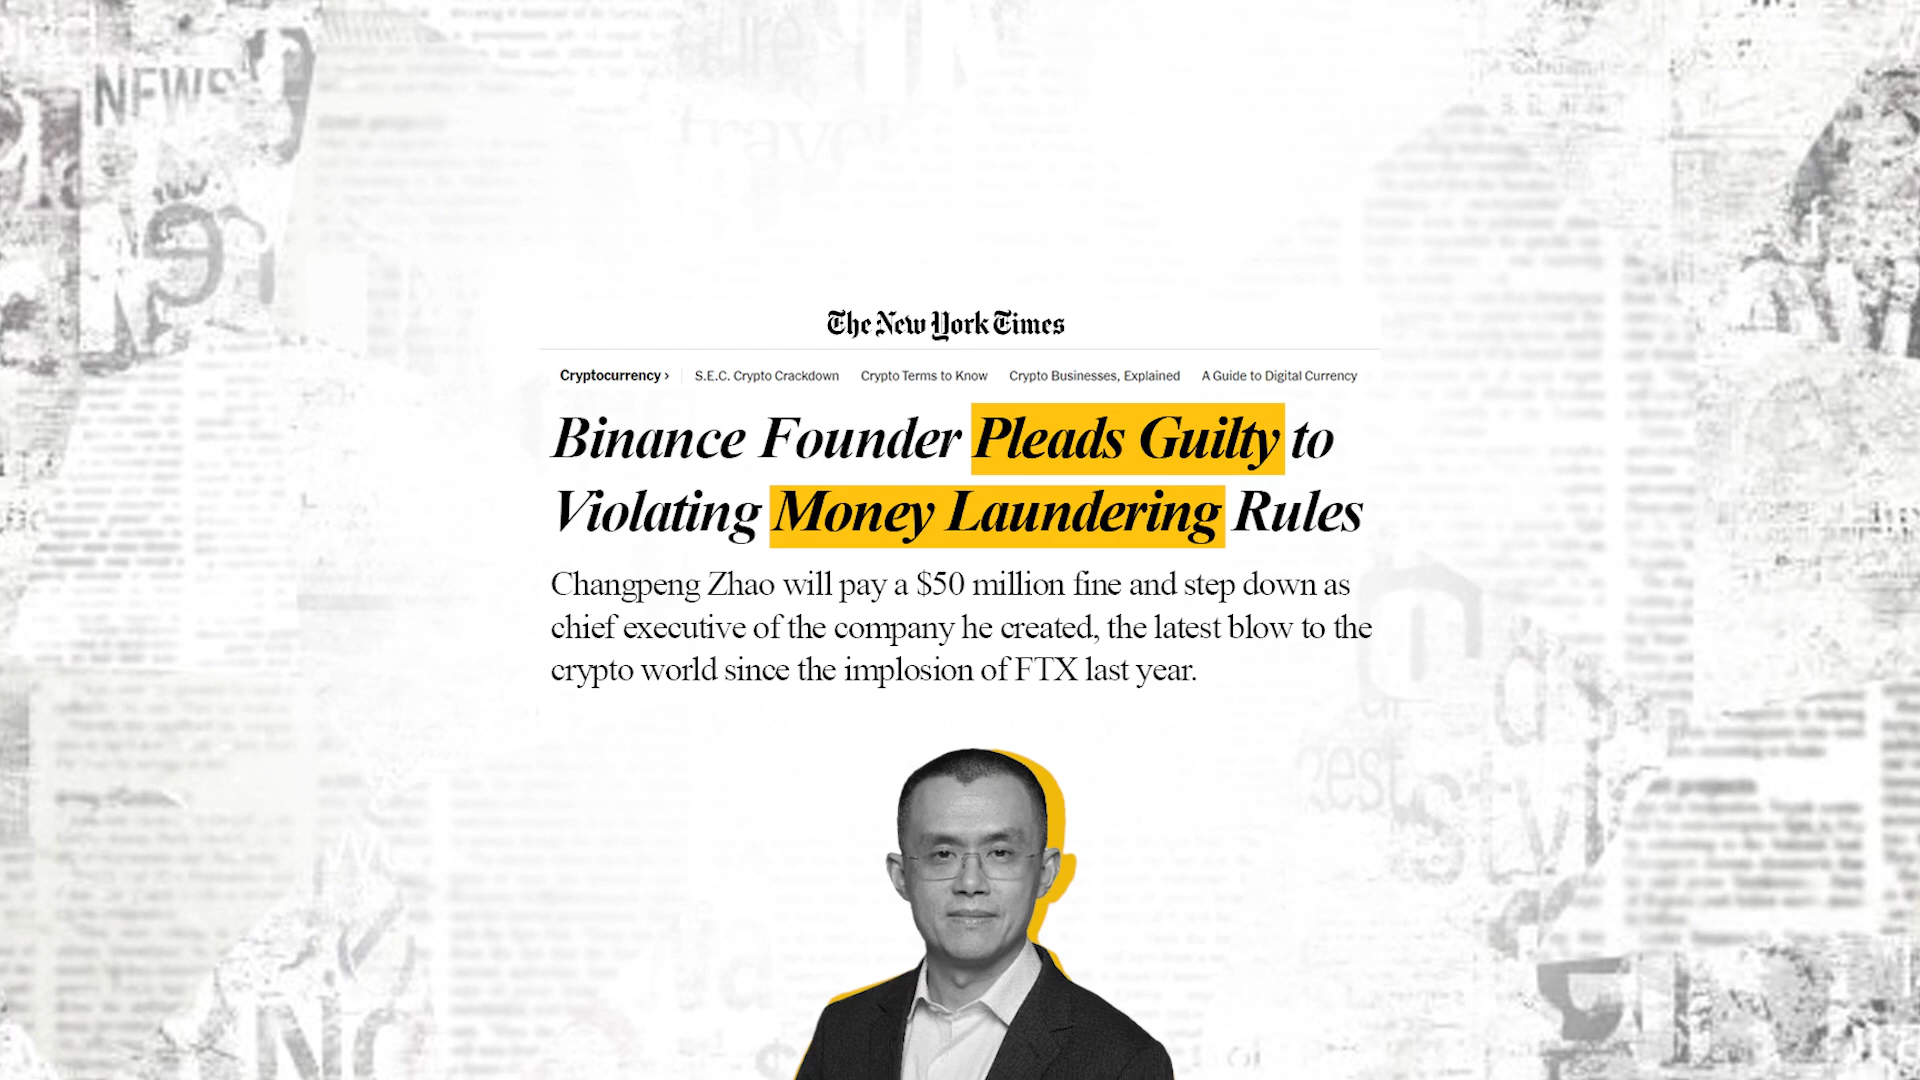 NEWS
travel
The New York Times
Cryptocurrency › S.E.C. Crypto Crackdown Crypto Terms to Know Crypto Businesses, Explained A Guide to Digital Currency
Binance Founder Pleads Guilty to
Violating Money Laundering Rules
Changpeng Zhao will pay a $50 million fine and step down as
chief executive of the company he created, the latest blow to the
crypto world since the implosion of FTX last year.